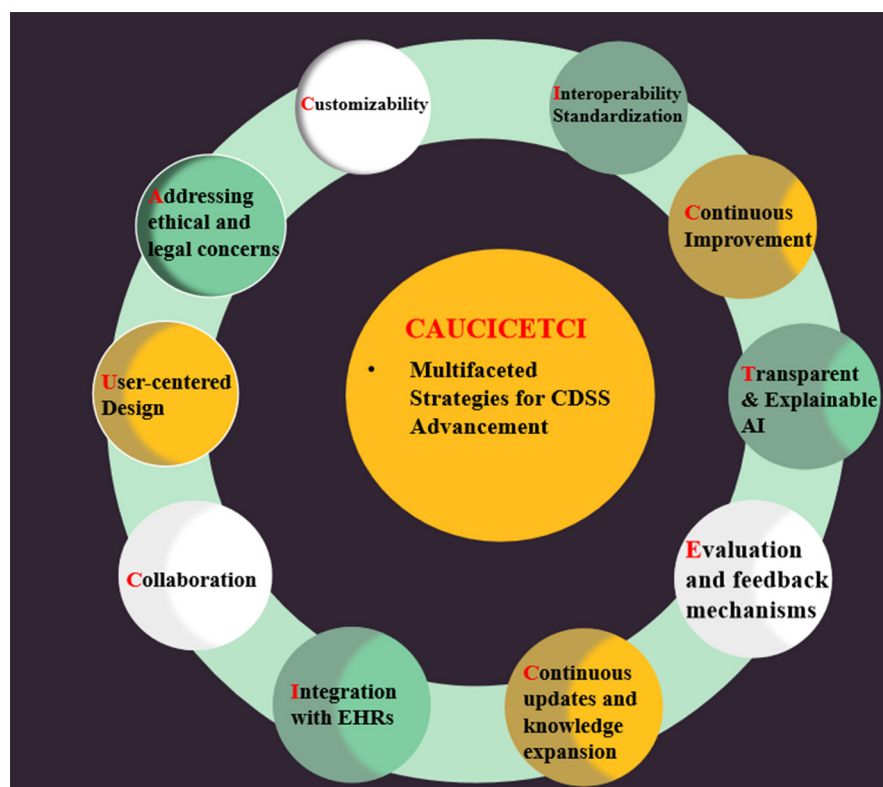 Customizability
Interoperability
Standardization
Addressing
ethical and
legal concerns
Continuous
Improvement
CAUCICETCI
• Multifaceted
Strategies for CDSS
Advancement
User-centered
Design
Transparent
& Explainable
AI
Collaboration
Evaluation
and feedback
mechanisms
Integration
with EHRs
Continuous
updates and
knowledge
expansion